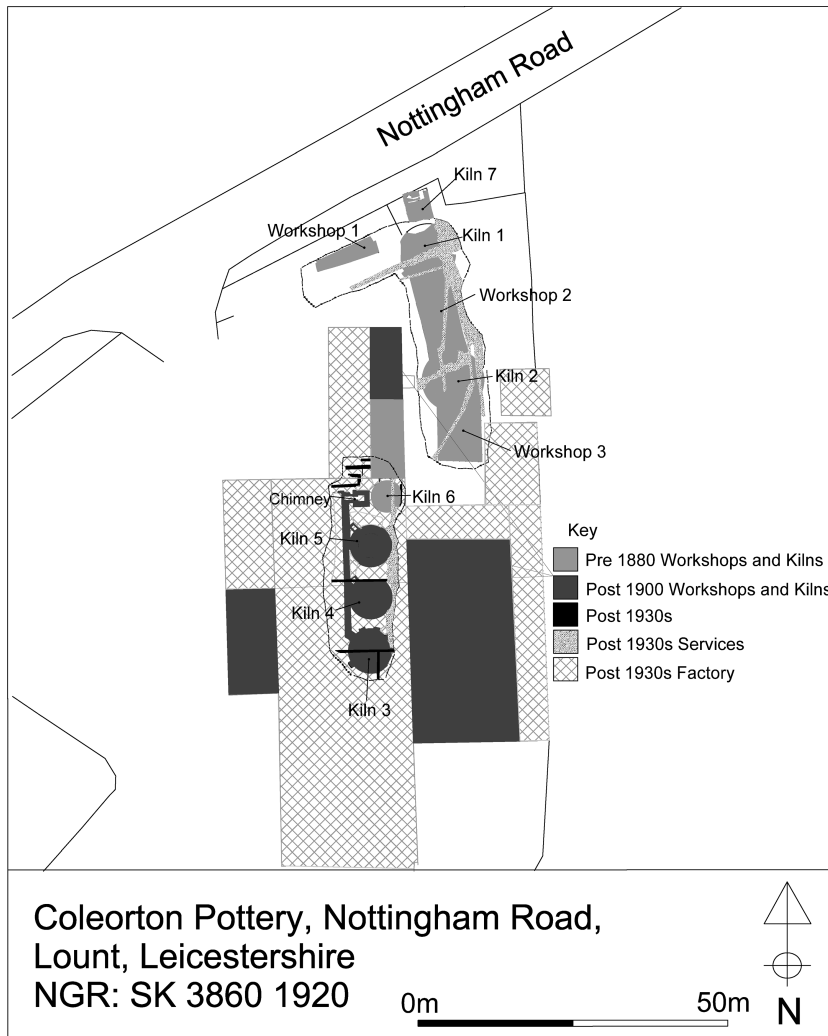 Nottingham Road
Kiln 7
Workshop 1
Kiln 1
Workshop 2
Kiln 2
Workshop 3
Chimney
Kiln 6
Kiln 5
Kiln 4
Kiln 3
Key
Pre 1880 Workshops and Kilns
Post 1900 Workshops and Kilns
Post 1930s
Post 1930s Services
Post 1930s Factory
Coleorton Pottery, Nottingham Road,
Lount, Leicestershire
NGR: SK 3860 1920
0m
50m
N